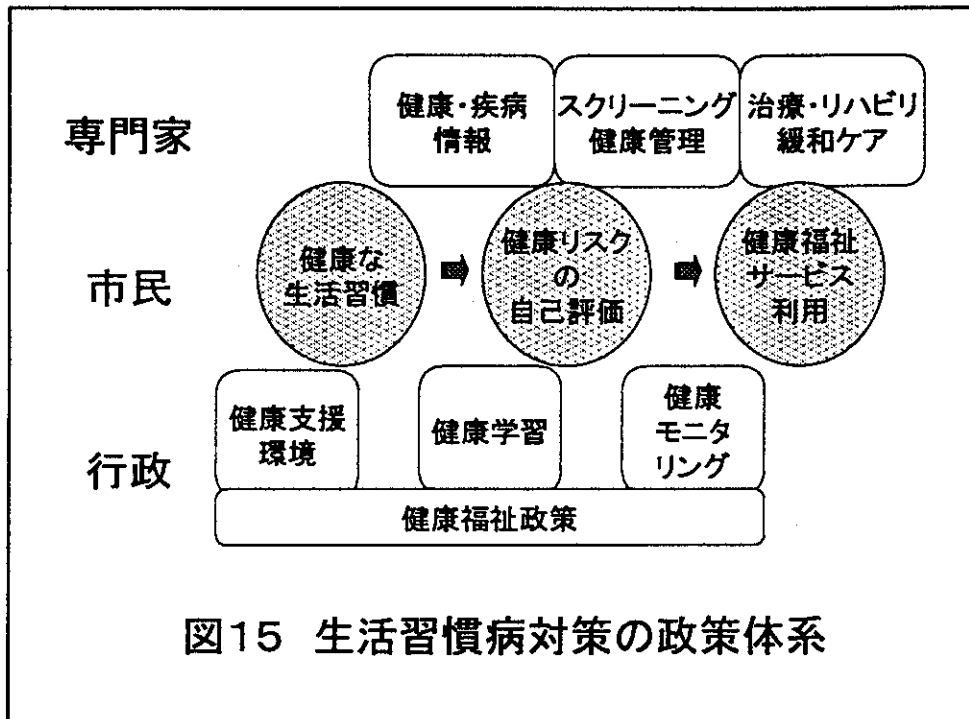 専門家
健康・疾病
情報
スクリーニング
健康管理
治療・リハビリ
緩和ケア
市民
健康な
生活習慣
健康リスク
の
自己評価
健康福祉
サービス
利用
行政
健康支援
環境
健康学習
健康
モニタ
リング
健康福祉政策
図15 生活習慣病対策の政策体系